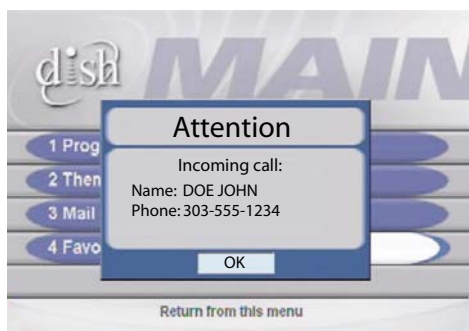 dish MAIN
Attention
Incoming call:
Name: DOE JOHN
Phone: 303-555-1234
OK
1 Prog
2 Then
3 Mail
4 Favo
Return from this menu